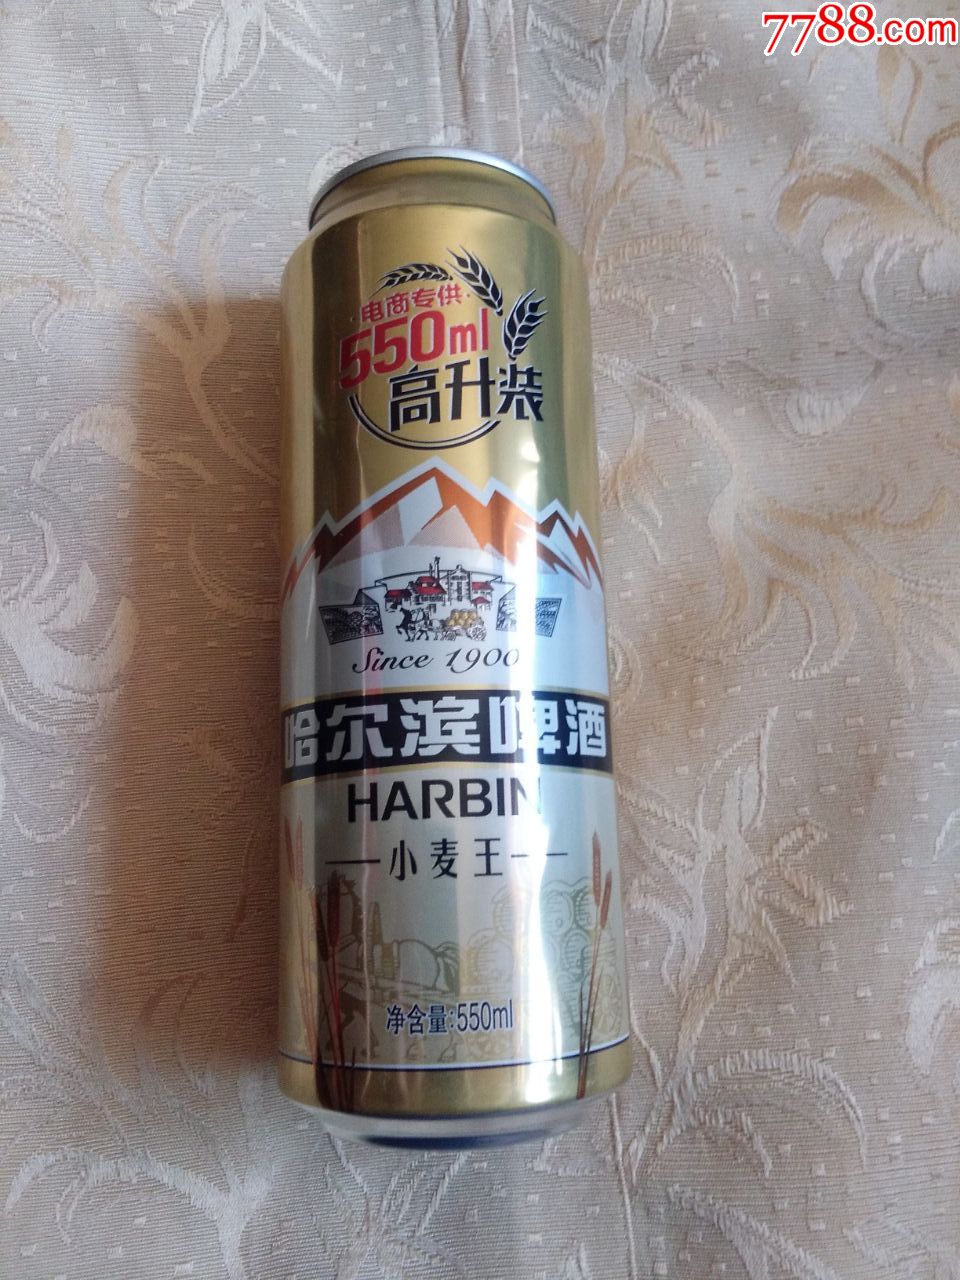 7788.com
·电商专供·
550ml
高升装
Since 1900
哈尔滨啤酒
HARBIN
小麦王
净含量:550ml